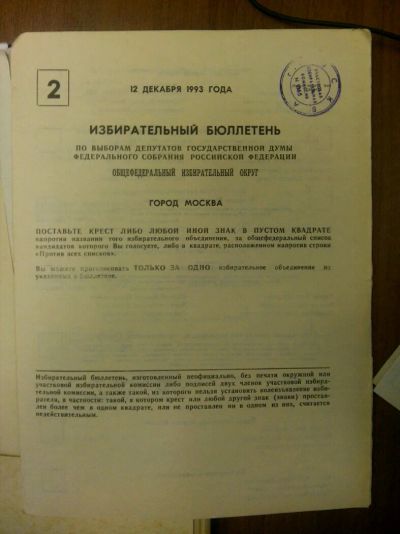 2
12 ДЕКАБРЯ 1993 ГОДА
ИЗБИРАТЕЛЬНЫЙ БЮЛЛЕТЕНЬ
ПО ВЫБОРАМ ДЕПУТАТОВ ГОСУДАРСТВЕННОЙ ДУМЫ
ФЕДЕРАЛЬНОГО СОБРАНИЯ РОССИЙСКОЙ ФЕДЕРАЦИИ
ОБЩЕФЕДЕРАЛЬНЫЙ ИЗБИРАТЕЛЬНЫЙ ОКРУГ
ГОРОД МОСКВА
ПОСТАВЬТЕ КРЕСТ ЛИБО ЛЮБОЙ ИНОЙ ЗНАК В ПУСТОМ КВАДРАТЕ
напротив названия того избирательного объединения, за общефедеральный список
кандидатов которого Вы голосуете, либо в квадрате, расположенном напротив строки
«Против всех списков».
Вы можете проголосовать ТОЛЬКО ЗА ОДНО избирательное объединение из
указанных в бюллетене.
Избирательный бюллетень, изготовленный неофициально, без печати окружной или
участковой избирательной комиссии либо подписей двух членов участковой избира-
тельной комиссии, а также такой, из которого нельзя установить волеизъявление изби-
рателя, в частности: такой, в котором крест или любой другой знак (знаки) простав-
лен более чем в одном квадрате, или не проставлен ни в одном из них, считается
недействительным.